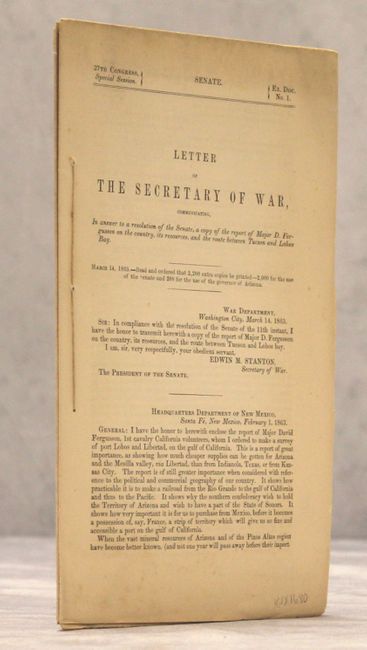 27TH CONGRESS,
Special Session.
SENATE.
Ex. Doc.
No. 1.
LETTER
OF
THE SECRETARY OF WAR,
COMMUNICATING,
In answer to a resolution of the Senate, a copy of the report of Major D. Fer-
gusson on the country, its resources, and the route between Tucson and Lobos
Bay.
MARCH 14, 1863.—Read and ordered that 2,200 extra copies be printed—2,000 for the use
of the senate and 200 for the use of the governor of Arizona.
WAR DEPARTMENT,
Washington City, March 14, 1863.
SIR: In compliance with the resolution of the Senate of the 11th instant, I
have the honor to transmit herewith a copy of the report of Major D. Fergusson
on the country, its resources, and the route between Tucson and Lobos bay.
I am, sir, very respectfully, your obedient servant,
EDWIN M. STANTON,
Secretary of War.
The PRESIDENT OF THE SENATE.
HEADQUARTERS DEPARTMENT OF NEW MEXICO,
Santa Fé, New Mexico, February 1, 1863.
GENERAL: I have the honor to herewith enclose the report of Major David
Fergusson, 1st cavalry California volunteers, whom I ordered to make a survey
of port Lobos and Libertad, on the gulf of California. This is a report of great
importance, as showing how much cheaper supplies can be gotten for Arizona
and the Mesilla valley, via Libertad, than from Indianola, Texas, or from Kan-
sas City. The report is of still greater importance when considered with refer-
ence to the political and commercial geography of our country. It shows how
practicable it is to make a railroad from the Rio Grande to the gulf of California
and thus to the Pacific. It shows why the southern confederacy wish to hold
the Territory of Arizona and wish to have a part of the State of Sonora. It
shows how very important it is for us to purchase from Mexico, before it becomes
a possession of, say, France, a strip of territory which will give us so fine and
accessible a port on the gulf of California.
When the vast mineral resources of Arizona and of the Pinos Altos region
have become better known, (and not one year will pass away before their import